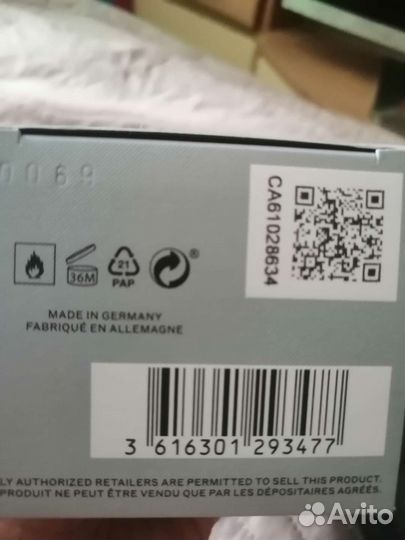 0069
CA61028634
36M
21
PAP
®
MADE IN GERMANY
FABRIQUÉ EN ALLEMAGNE
3 616301 293477
LY AUTHORIZED RETAILERS ARE PERMITTED TO SELL THIS PRODUCT.
PRODUIT NE PEUT ÊTRE VENDU QUE PAR LES DÉPOSITAIRES AGRÉÉS.
Avito